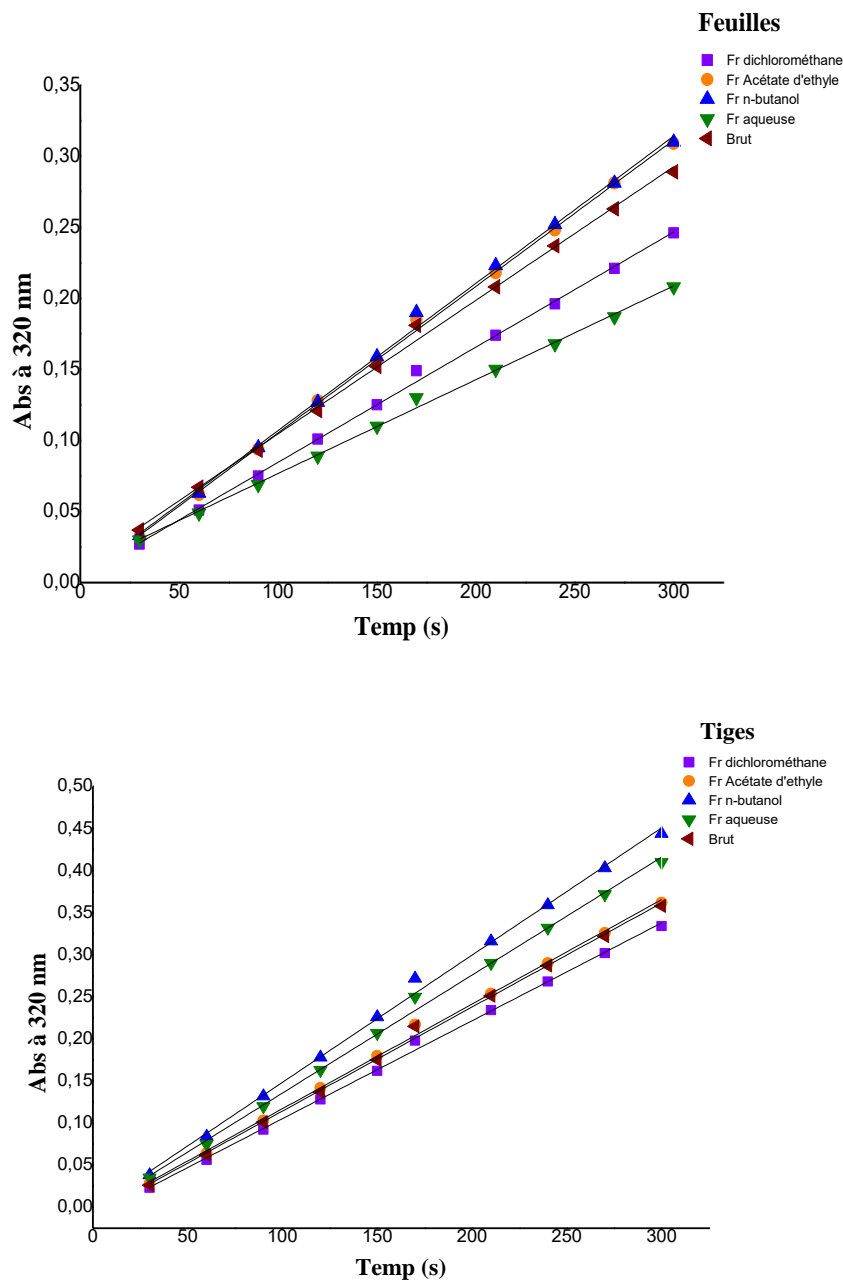 Feuilles
Fr dichlorométhane
Fr Acétate d'ethyle
Fr n-butanol
Fr aqueuse
Brut
0,35
0,30
0,25
0,20
0,15
0,10
0,05
0,00
Abs à 320 nm
0 50 100 150 200 250 300
Temp (s)
Tiges
Fr dichlorométhane
Fr Acétate d'ethyle
Fr n-butanol
Fr aqueuse
Brut
0,50
0,45
0,40
0,35
0,30
0,25
0,20
0,15
0,10
0,05
0,00
Abs à 320 nm
0 50 100 150 200 250 300
Temp (s)